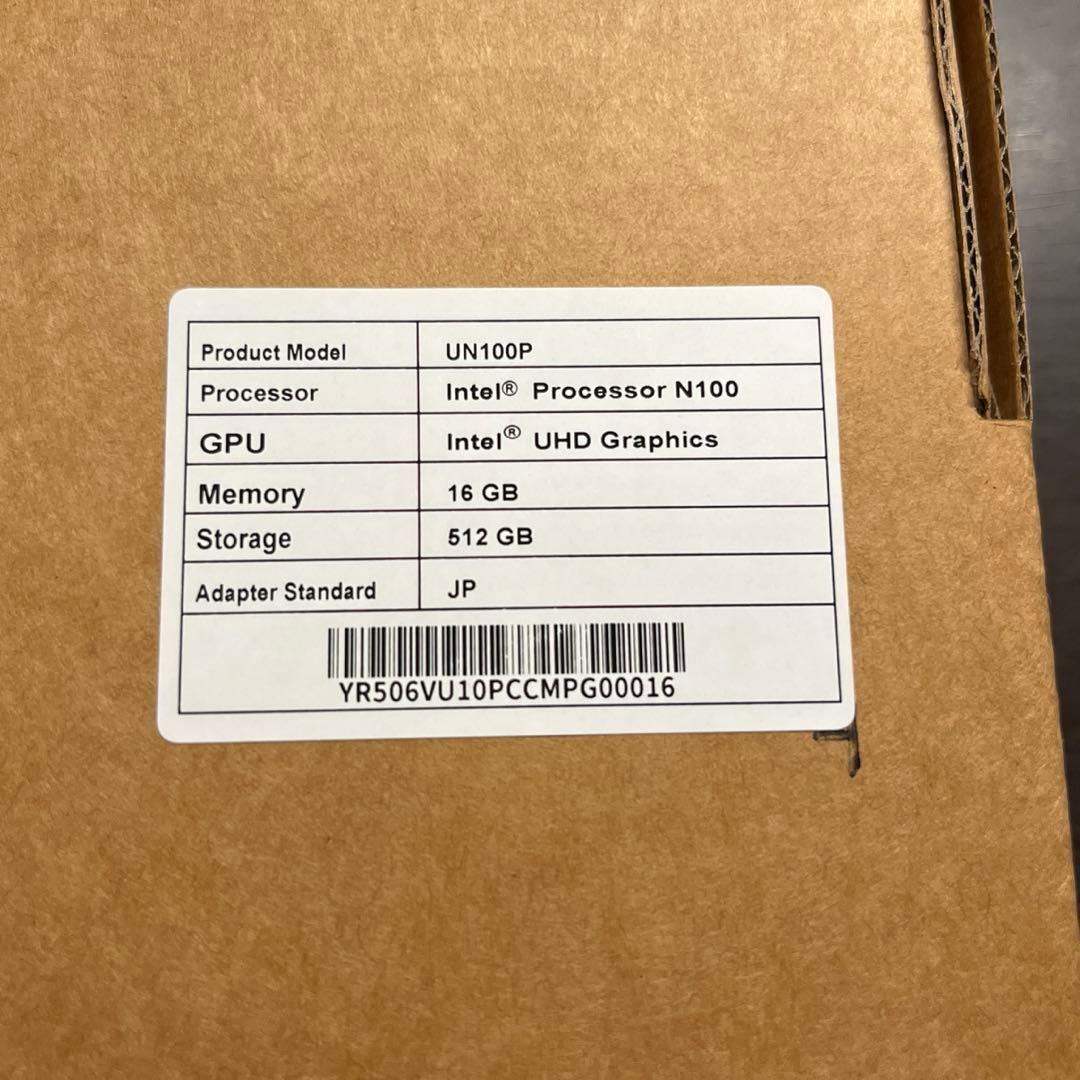 Product Model UN100P
Processor Intel® Processor N100
GPU Intel® UHD Graphics
Memory 16 GB
Storage 512 GB
Adapter Standard JP
YR506VU10PCCMPG00016